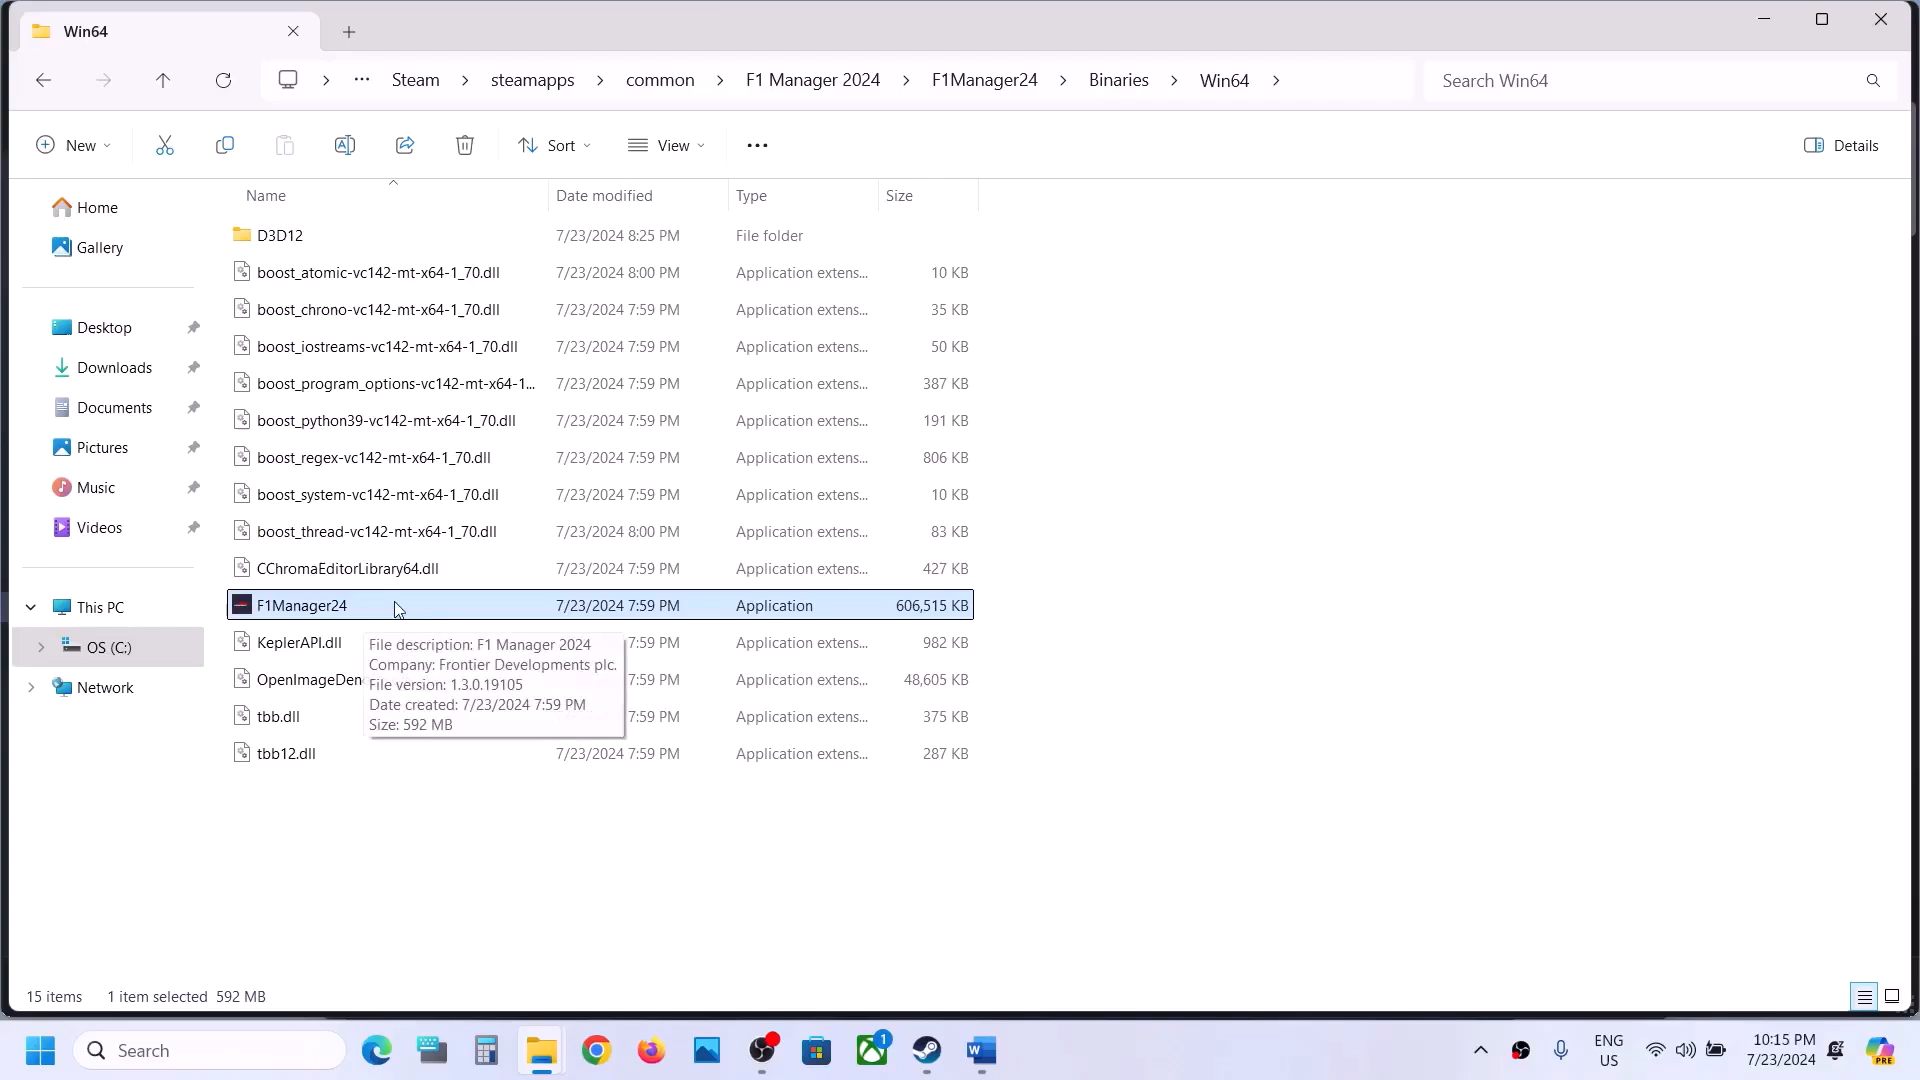 Win64
Steam steamapps common F1 Manager 2024 F1Manager24 Binaries Win64
Search Win64
New
Sort
View
Details
Name Date modified Type Size
Home
Gallery
Desktop
Downloads
Documents
Pictures
Music
Videos
This PC
OS (C:)
Network
D3D12 7/23/2024 8:25 PM File folder
boost_atomic-vc142-mt-x64-1_70.dll 7/23/2024 8:00 PM Application extens... 10 KB
boost_chrono-vc142-mt-x64-1_70.dll 7/23/2024 7:59 PM Application extens... 35 KB
boost_iostreams-vc142-mt-x64-1_70.dll 7/23/2024 7:59 PM Application extens... 50 KB
boost_program_options-vc142-mt-x64-1... 7/23/2024 7:59 PM Application extens... 387 KB
boost_python39-vc142-mt-x64-1_70.dll 7/23/2024 7:59 PM Application extens... 191 KB
boost_regex-vc142-mt-x64-1_70.dll 7/23/2024 7:59 PM Application extens... 806 KB
boost_system-vc142-mt-x64-1_70.dll 7/23/2024 7:59 PM Application extens... 10 KB
boost_thread-vc142-mt-x64-1_70.dll 7/23/2024 8:00 PM Application extens... 83 KB
CChromaEditorLibrary64.dll 7/23/2024 7:59 PM Application extens... 427 KB
F1Manager24 7/23/2024 7:59 PM Application 606,515 KB
KeplerAPI.dll 7:59 PM Application extens... 982 KB
OpenImageDen 7:59 PM Application extens... 48,605 KB
tbb.dll 7:59 PM Application extens... 375 KB
tbb12.dll 7/23/2024 7:59 PM Application extens... 287 KB
File description: F1 Manager 2024
Company: Frontier Developments plc.
File version: 1.3.0.19105
Date created: 7/23/2024 7:59 PM
Size: 592 MB
15 items 1 item selected 592 MB
Search
1
ENG
US
10:15 PM
7/23/2024
PRE